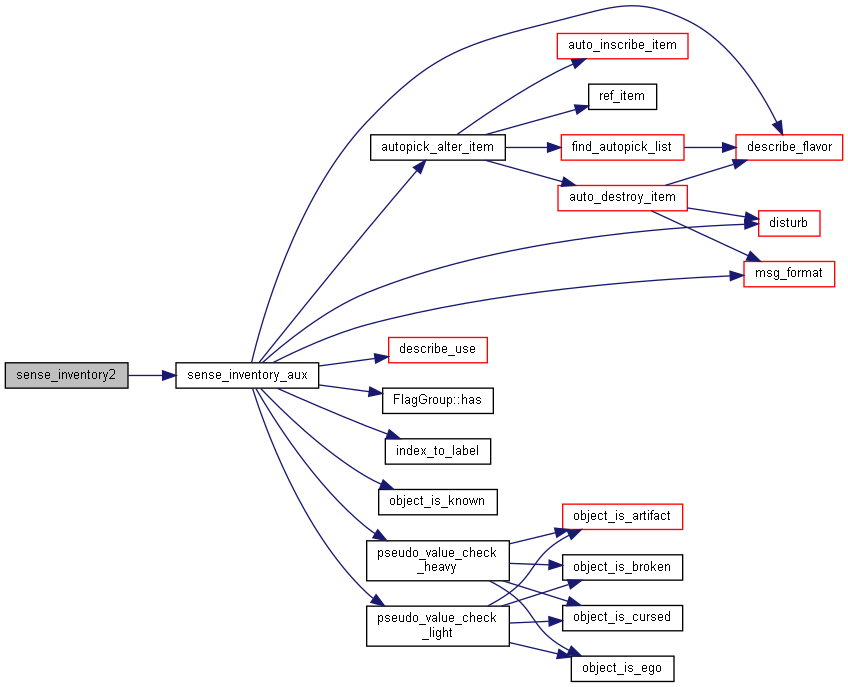 sense_inventory2
sense_inventory_aux
autopick_alter_item
auto_inscribe_item
ref_item
find_autopick_list
describe_flavor
auto_destroy_item
disturb
msg_format
describe_use
FlagGroup::has
index_to_label
object_is_known
pseudo_value_check
_heavy
pseudo_value_check
_light
object_is_artifact
object_is_broken
object_is_cursed
object_is_ego